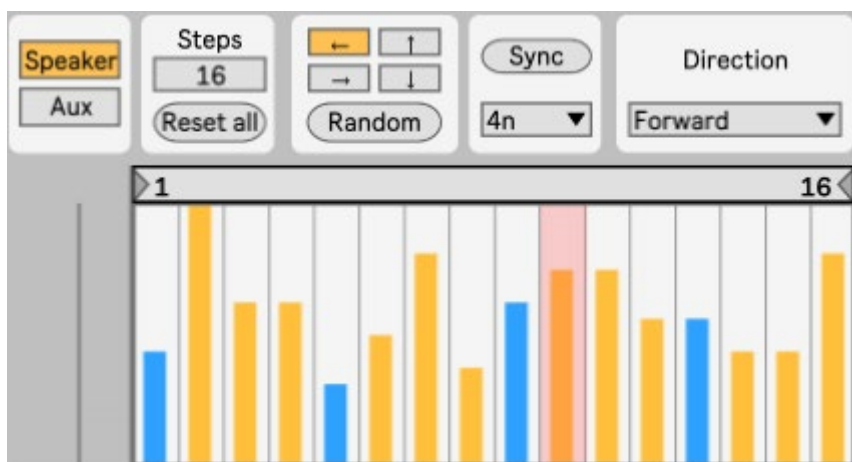 Speaker
Aux
Steps
16
Reset all
← ↑
→ ↓
Random
Sync
4n ▼
Direction
Forward ▼
1 16